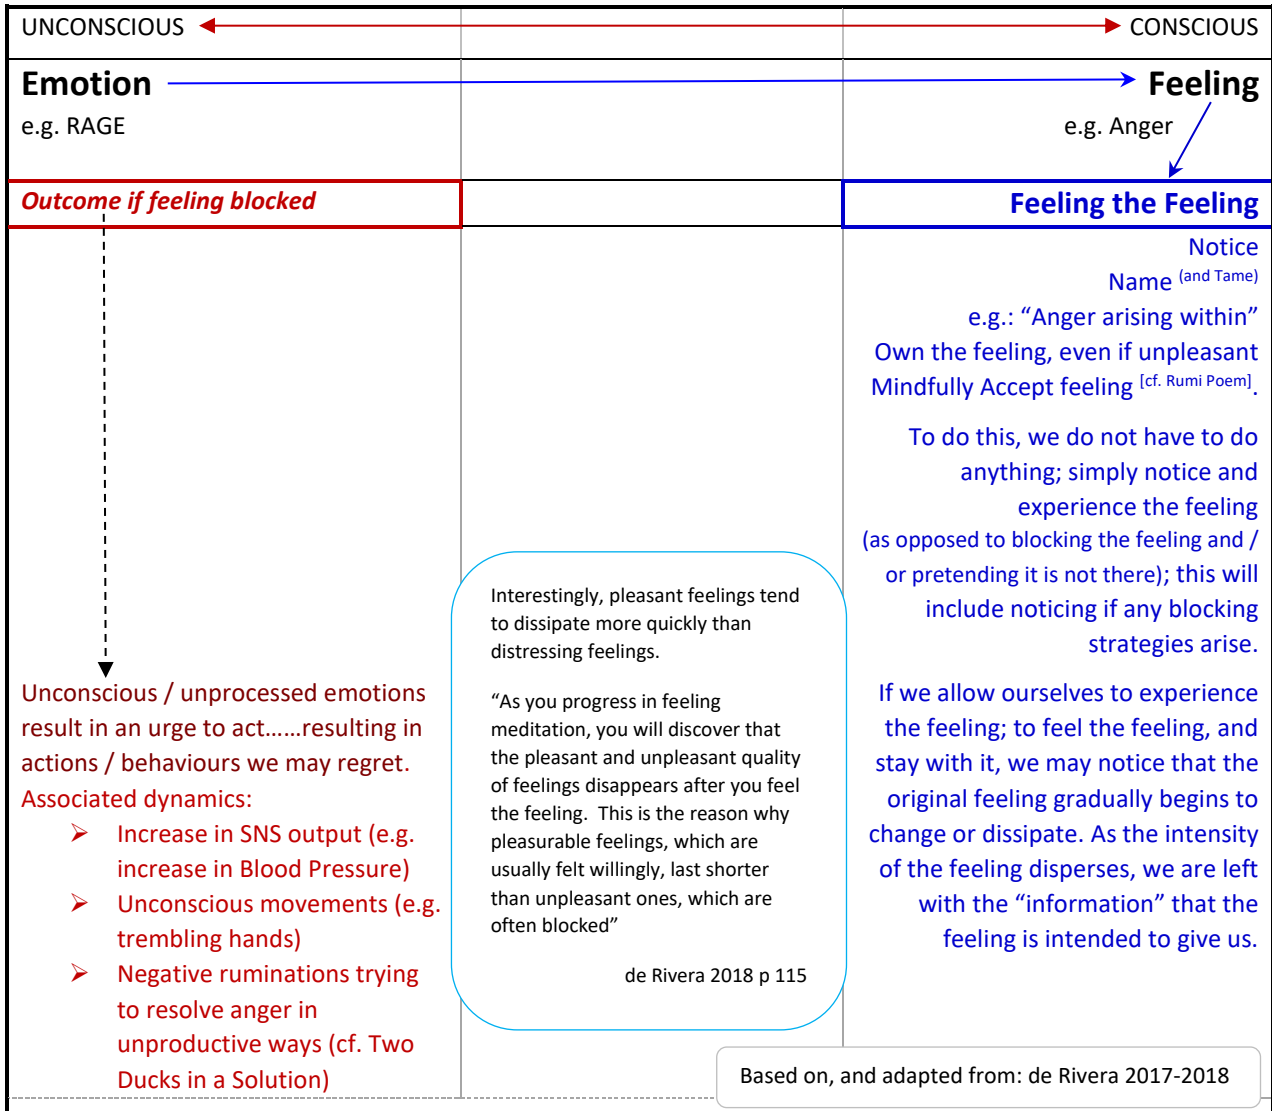 UNCONSCIOUS
CONSCIOUS
Emotion
Feeling
e.g. RAGE
e.g. Anger
Outcome if feeling blocked
Feeling the Feeling
Notice
Name (and Tame)
e.g.: “Anger arising within”
Own the feeling, even if unpleasant
Mindfully Accept feeling [cf. Rumi Poem].
To do this, we do not have to do
anything; simply notice and
experience the feeling
(as opposed to blocking the feeling and /
or pretending it is not there); this will
include noticing if any blocking
strategies arise.
If we allow ourselves to experience
the feeling; to feel the feeling, and
stay with it, we may notice that the
original feeling gradually begins to
change or dissipate. As the intensity
of the feeling disperses, we are left
with the “information” that the
feeling is intended to give us.
Interestingly, pleasant feelings tend
to dissipate more quickly than
distressing feelings.
“As you progress in feeling
meditation, you will discover that
the pleasant and unpleasant quality
of feelings disappears after you feel
the feeling. This is the reason why
pleasurable feelings, which are
usually felt willingly, last shorter
than unpleasant ones, which are
often blocked”
de Rivera 2018 p 115
Unconscious / unprocessed emotions
result in an urge to act……resulting in
actions / behaviours we may regret.
Associated dynamics:
➢ Increase in SNS output (e.g.
increase in Blood Pressure)
➢ Unconscious movements (e.g.
trembling hands)
➢ Negative ruminations trying
to resolve anger in
unproductive ways (cf. Two
Ducks in a Solution)
Based on, and adapted from: de Rivera 2017-2018